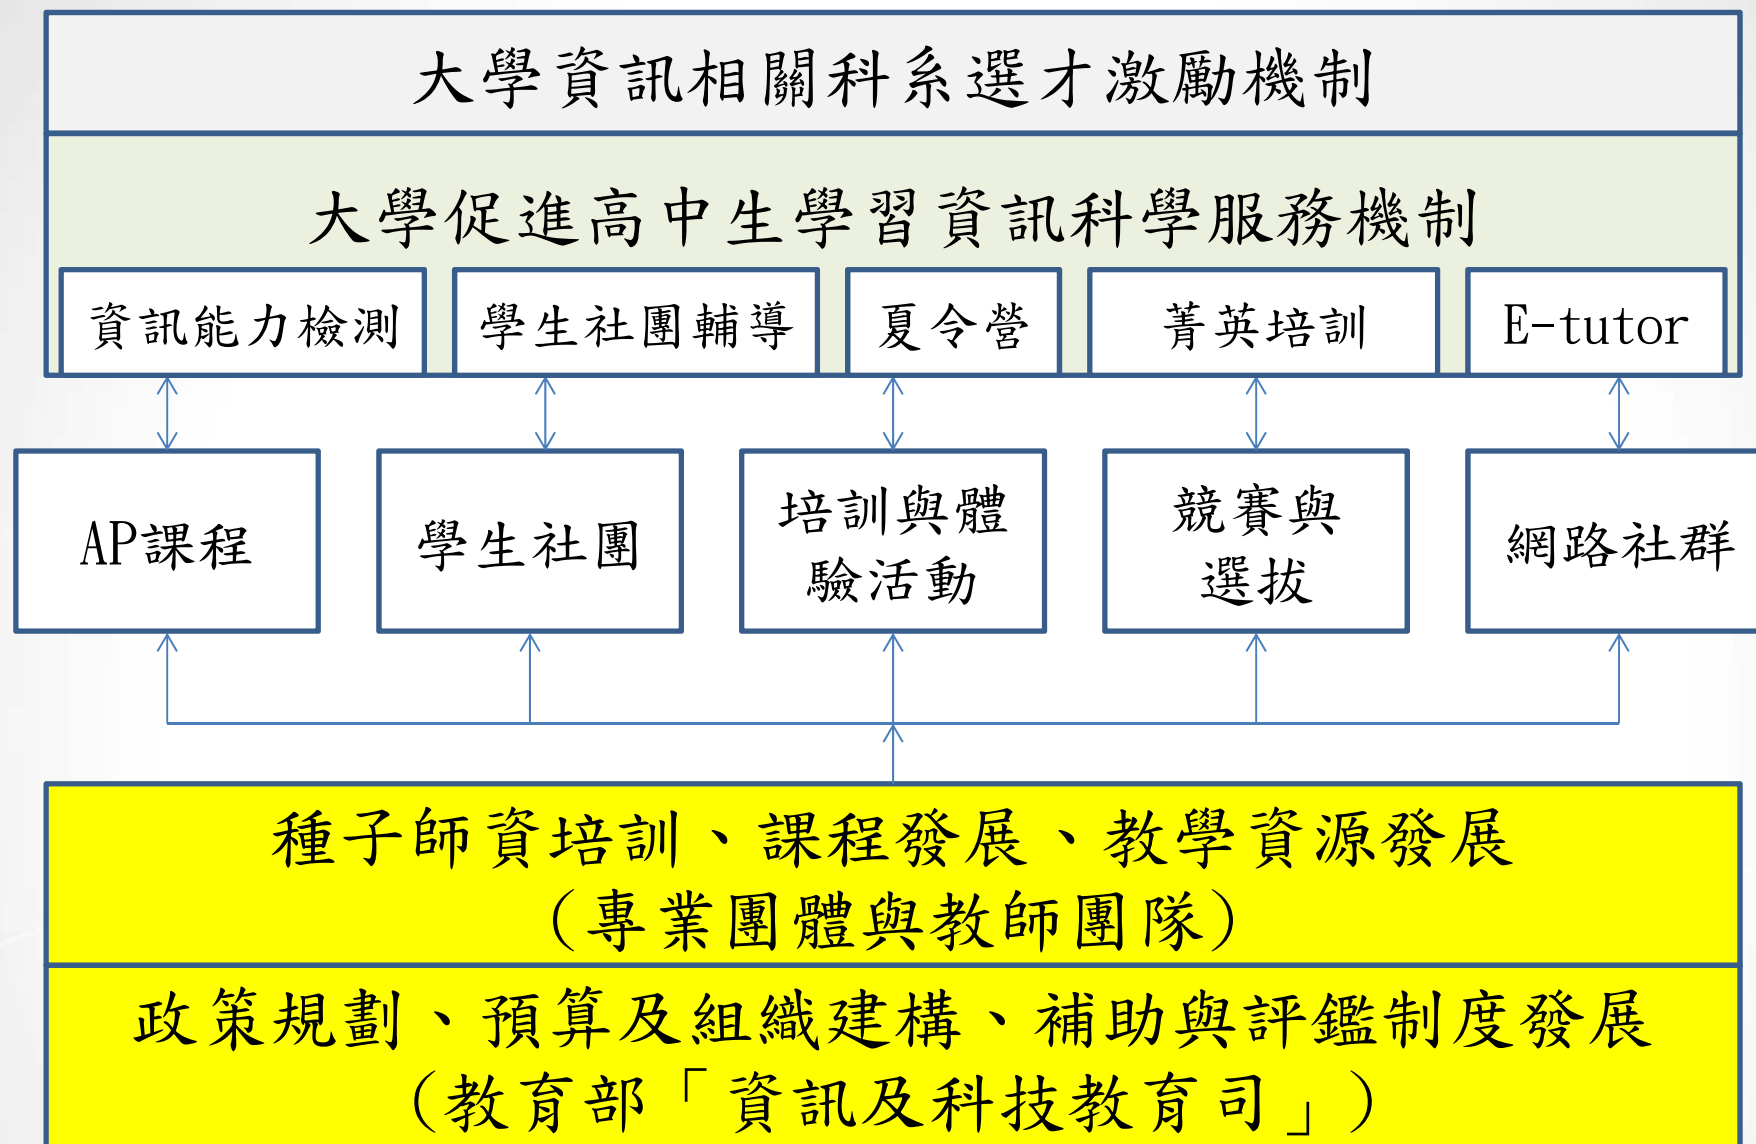 大學資訊相關科系選才激勵機制
大學促進高中生學習資訊科學服務機制
資訊能力檢測
學生社團輔導
夏令營
菁英培訓
E-tutor
AP課程
學生社團
培訓與體
驗活動
競賽與
選拔
網路社群
種子師資培訓、課程發展、教學資源發展
(專業團體與教師團隊)
政策規劃、預算及組織建構、補助與評鑑制度發展
(教育部「資訊及科技教育司」)